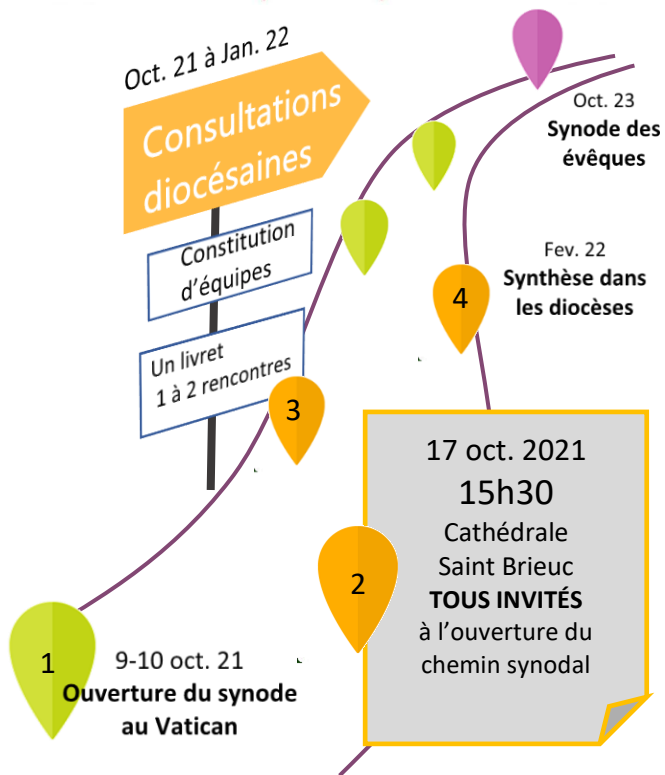 Oct. 21 à Jan. 22
Consultations
diocésaines
Constitution
d'équipes
Un livret
1 à 2 rencontres
3
Oct. 23
Synode des
évêques
Fev. 22
Synthèse dans
les diocèses
4
17 oct. 2021
15h30
Cathédrale
Saint Brieuc
TOUS INVITÉS
à l'ouverture du
chemin synodal
2
1
9-10 oct. 21
Ouverture du synode
au Vatican